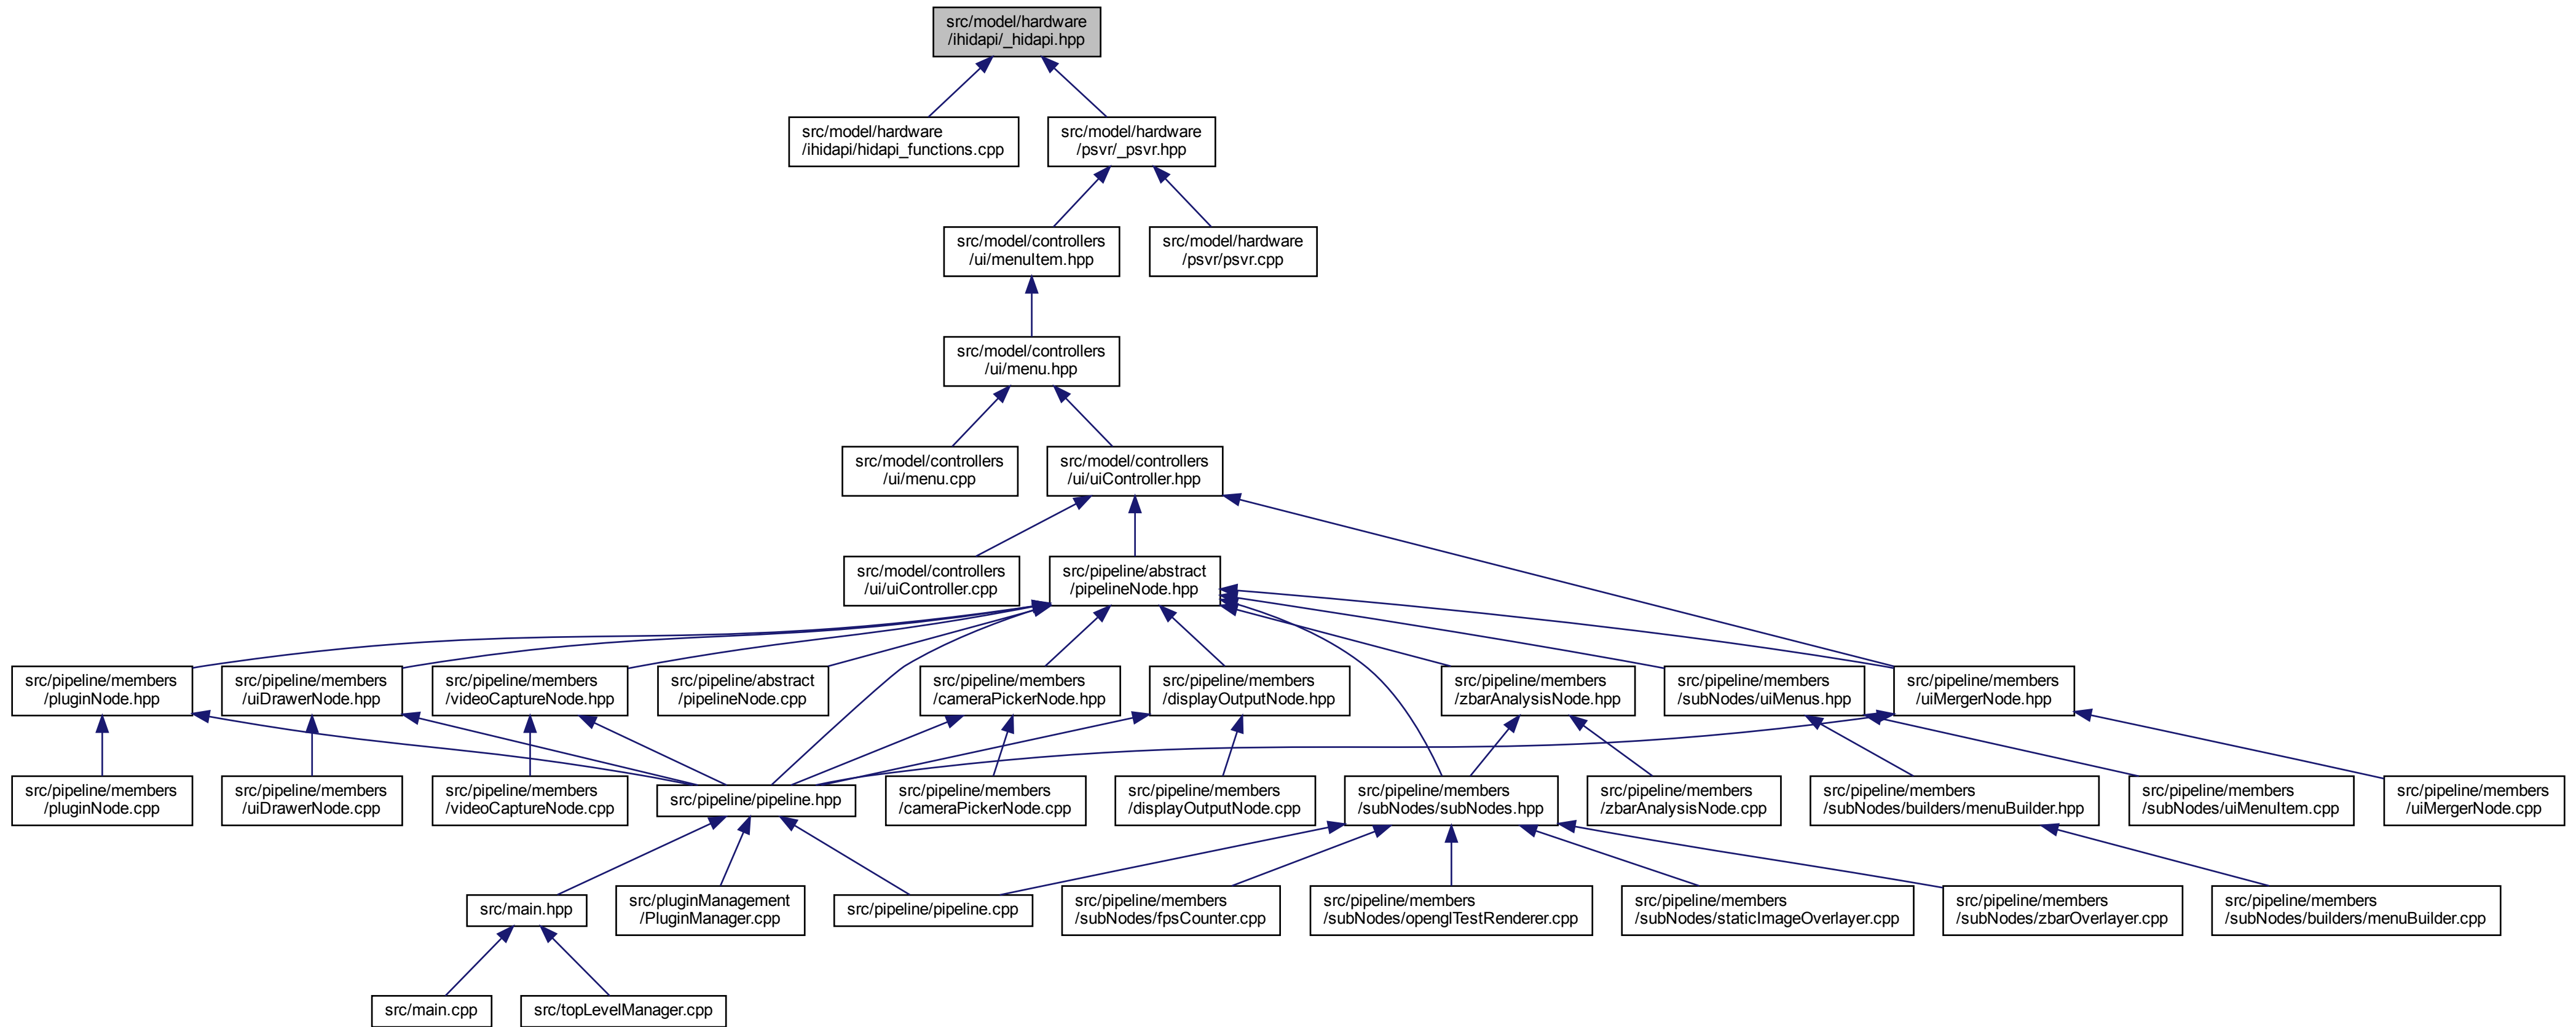 src/model/hardware
/ihidapi/_hidapi.hpp
src/model/hardware
/ihidapi/hidapi_functions.cpp
src/model/hardware
/psvr/_psvr.hpp
src/model/controllers
/ui/menuItem.hpp
src/model/hardware
/psvr/psvr.cpp
src/model/controllers
/ui/menu.hpp
src/model/controllers
/ui/menu.cpp
src/model/controllers
/ui/uiController.hpp
src/model/controllers
/ui/uiController.cpp
src/pipeline/abstract
/pipelineNode.hpp
src/pipeline/members
/pluginNode.hpp
src/pipeline/members
/uiDrawerNode.hpp
src/pipeline/members
/videoCaptureNode.hpp
src/pipeline/abstract
/pipelineNode.cpp
src/pipeline/members
/cameraPickerNode.hpp
src/pipeline/members
/displayOutputNode.hpp
src/pipeline/members
/zbarAnalysisNode.hpp
src/pipeline/members
/subNodes/uiMenus.hpp
src/pipeline/members
/uiMergerNode.hpp
src/pipeline/members
/pluginNode.cpp
src/pipeline/members
/uiDrawerNode.cpp
src/pipeline/members
/videoCaptureNode.cpp
src/pipeline/pipeline.hpp
src/pipeline/members
/cameraPickerNode.cpp
src/pipeline/members
/displayOutputNode.cpp
src/pipeline/members
/subNodes/subNodes.hpp
src/pipeline/members
/zbarAnalysisNode.cpp
src/pipeline/members
/subNodes/builders/menuBuilder.hpp
src/pipeline/members
/subNodes/uiMenuItem.cpp
src/pipeline/members
/uiMergerNode.cpp
src/main.hpp
src/pluginManagement
/PluginManager.cpp
src/pipeline/pipeline.cpp
src/pipeline/members
/subNodes/fpsCounter.cpp
src/pipeline/members
/subNodes/openglTestRenderer.cpp
src/pipeline/members
/subNodes/staticImageOverlayer.cpp
src/pipeline/members
/subNodes/zbarOverlayer.cpp
src/pipeline/members
/subNodes/builders/menuBuilder.cpp
src/main.cpp
src/topLevelManager.cpp